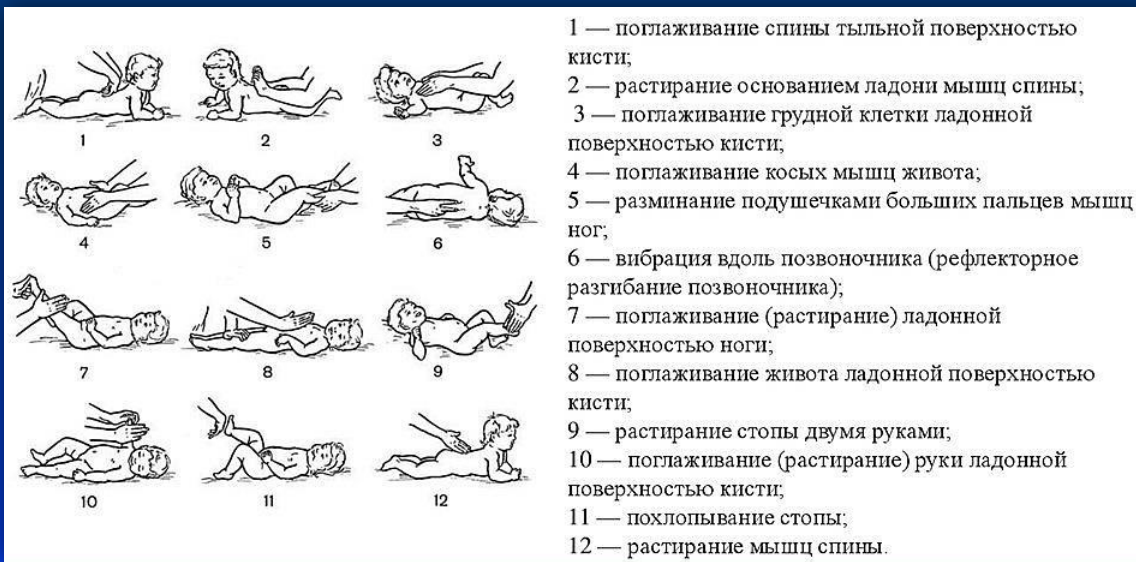 1 — поглаживание спины тыльной поверхностью
кисти;
2 — растирание основанием ладони мышц спины;
3 — поглаживание грудной клетки ладонной
поверхностью кисти;
4 — поглаживание косых мышц живота;
5 — разминание подушечками больших пальцев мышц
ног;
6 — вибрация вдоль позвоночника (рефлекторное
разгибание позвоночника);
7 — поглаживание (растирание) ладонной
поверхностью ноги;
8 — поглаживание живота ладонной поверхностью
кисти;
9 — растирание стопы двумя руками;
10 — поглаживание (растирание) руки ладонной
поверхностью кисти;
11 — похлопывание стопы;
12 — растирание мышц спины.
1 2 3
4 5 6
7 8 9
10 11 12